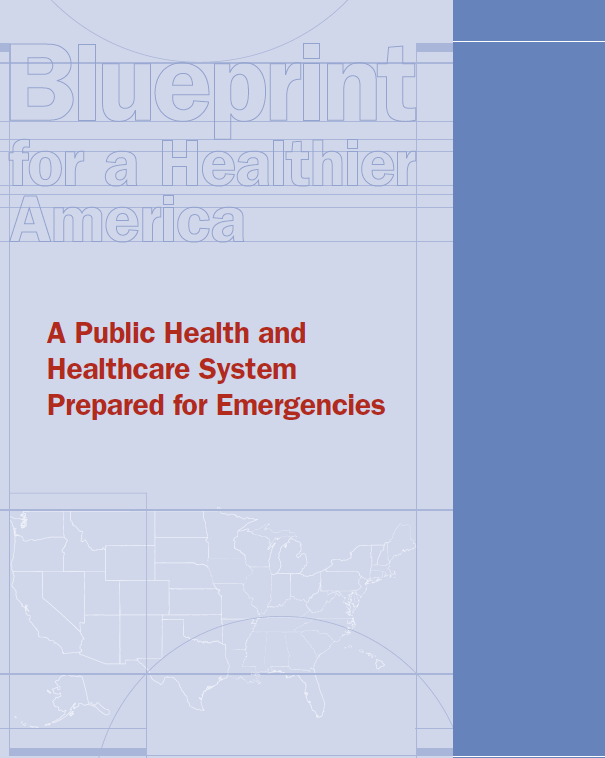 Blueprint
for a Healthier
America
A Public Health and
Healthcare System
Prepared for Emergencies